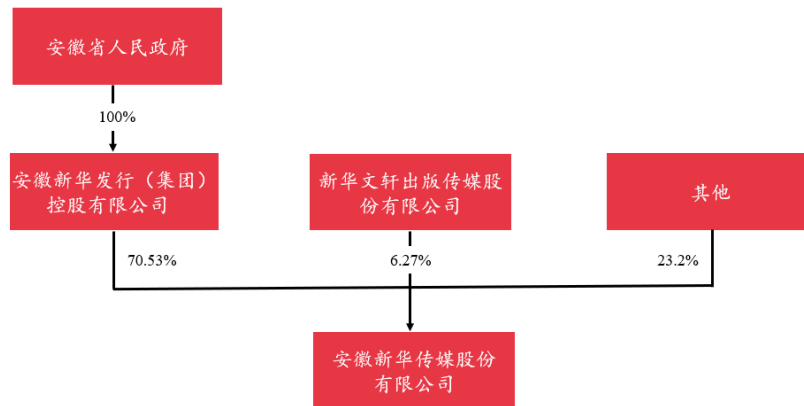 安徽省人民政府
100%
安徽新华发行（集团）
控股有限公司
新华文轩出版传媒股
份有限公司
其他
70.53%
6.27%
23.2%
安徽新华传媒股份
有限公司